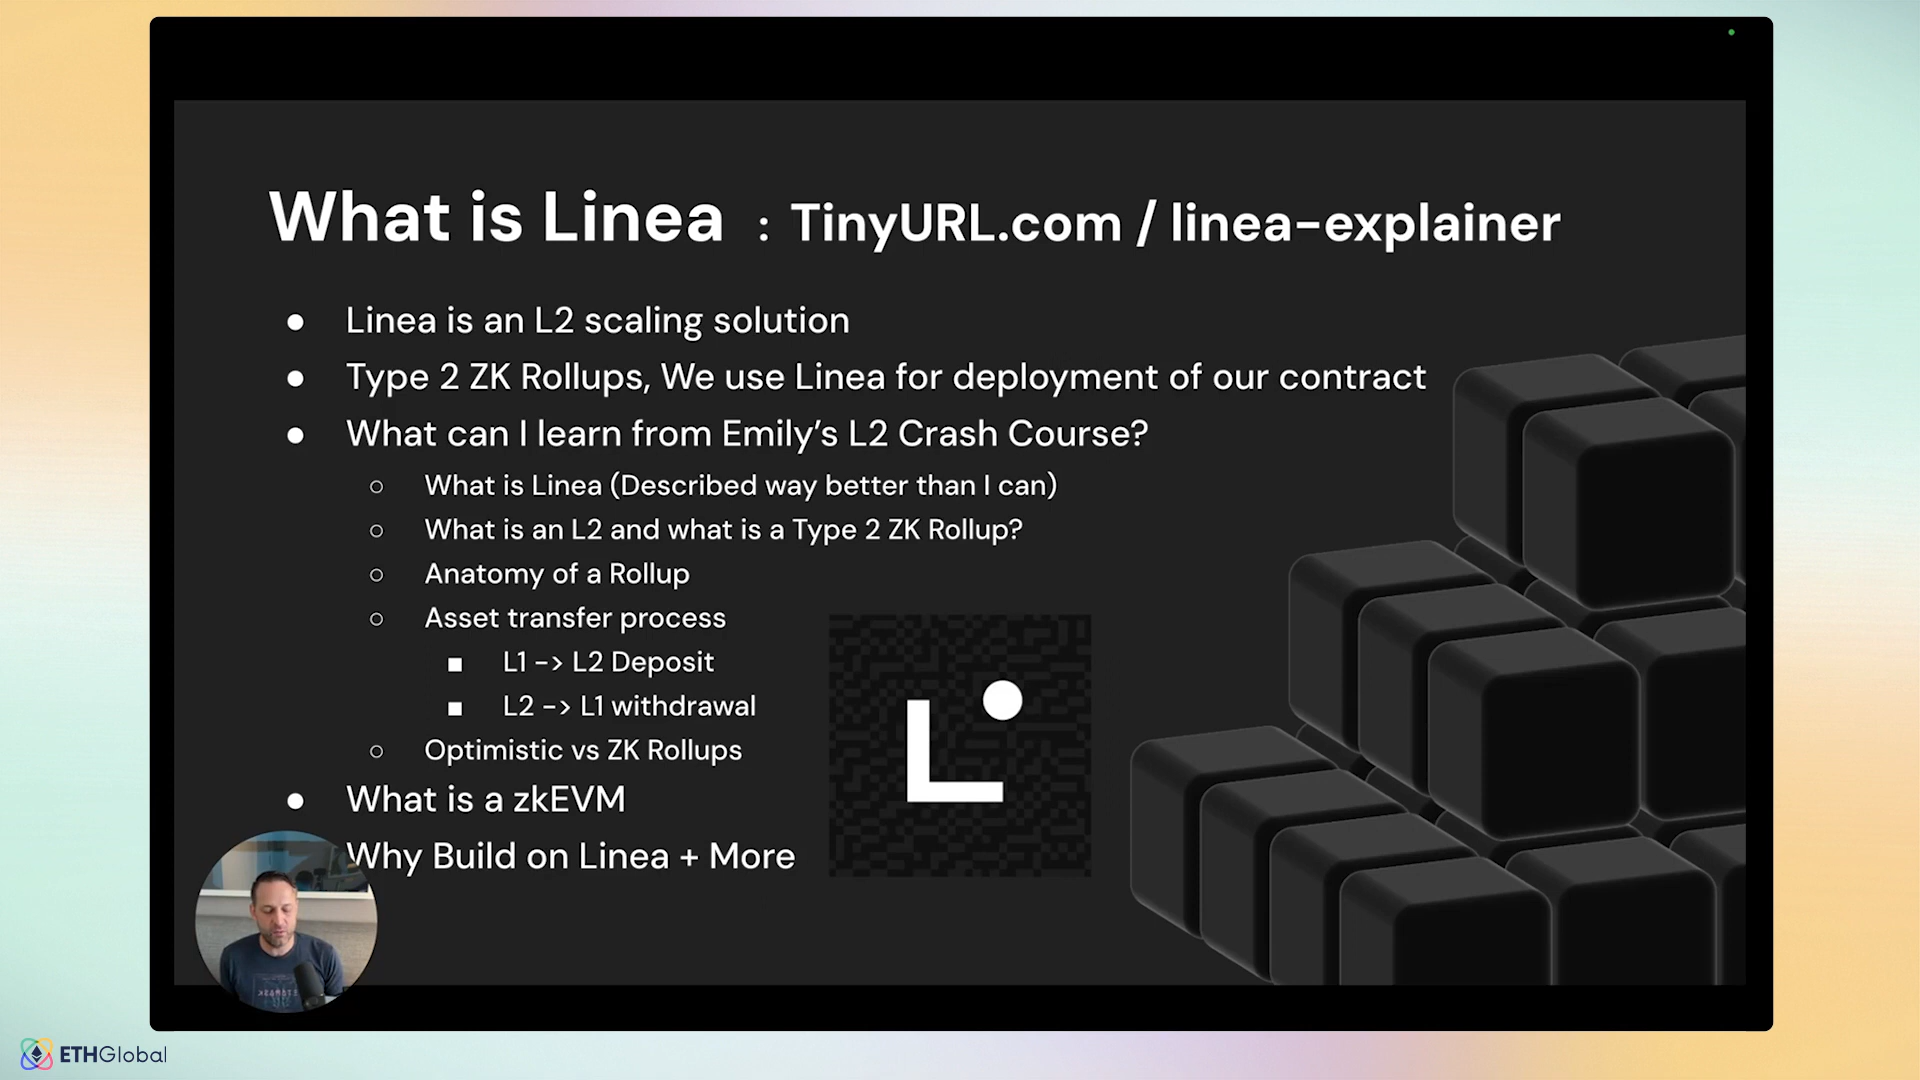 What is Linea : TinyURL.com / linea-explainer
● Linea is an L2 scaling solution
● Type 2 ZK Rollups, We use Linea for deployment of our contract
● What can I learn from Emily’s L2 Crash Course?
○ What is Linea (Described way better than I can)
○ What is an L2 and what is a Type 2 ZK Rollup?
○ Anatomy of a Rollup
○ Asset transfer process
■ L1 -> L2 Deposit
■ L2 -> L1 withdrawal
○ Optimistic vs ZK Rollups
● What is a zkEVM
Why Build on Linea + More
ETHGlobal